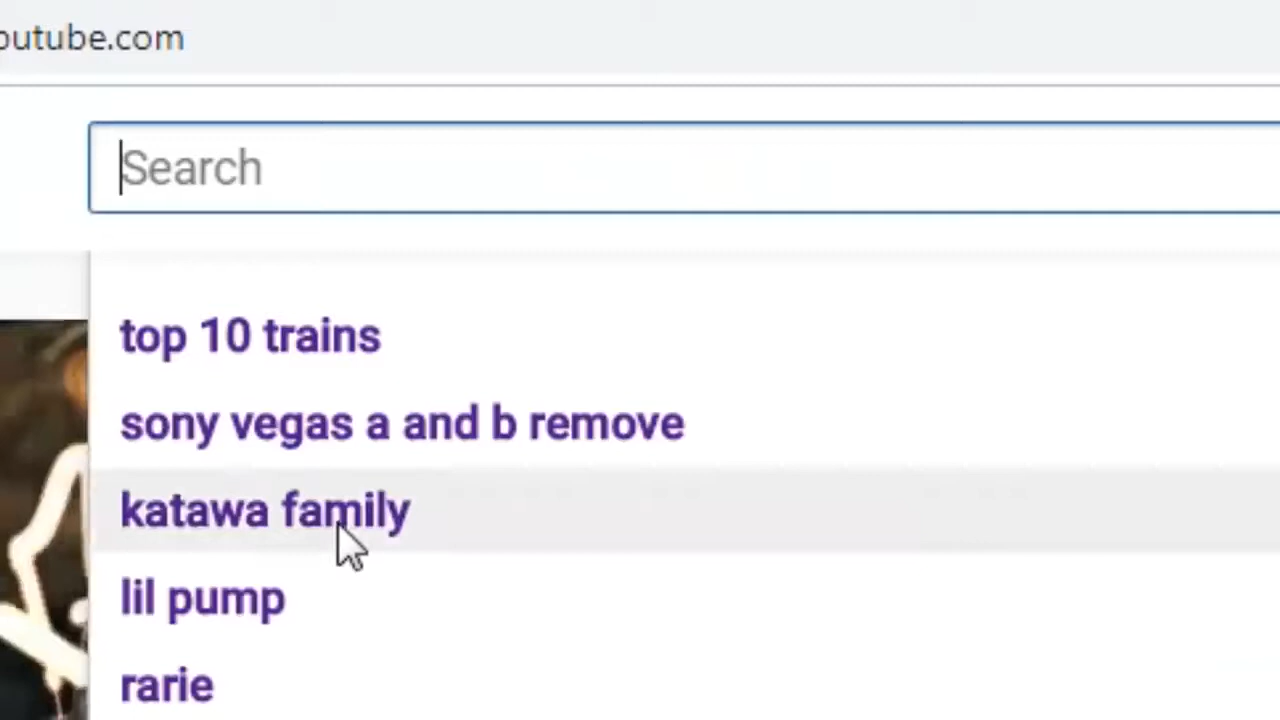 outube.com
Search
top 10 trains
sony vegas a and b remove
katawa family
lil pump
rarie